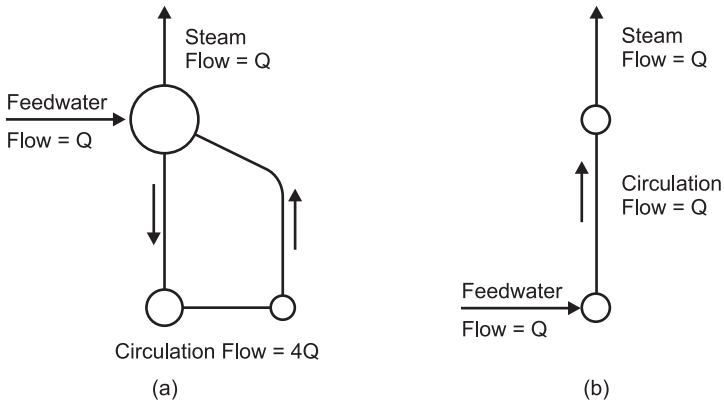 Steam
Flow = Q
Feedwater
Flow = Q
Circulation Flow = 4Q
(a)
Steam
Flow = Q
Circulation
Flow = Q
Feedwater
Flow = Q
(b)